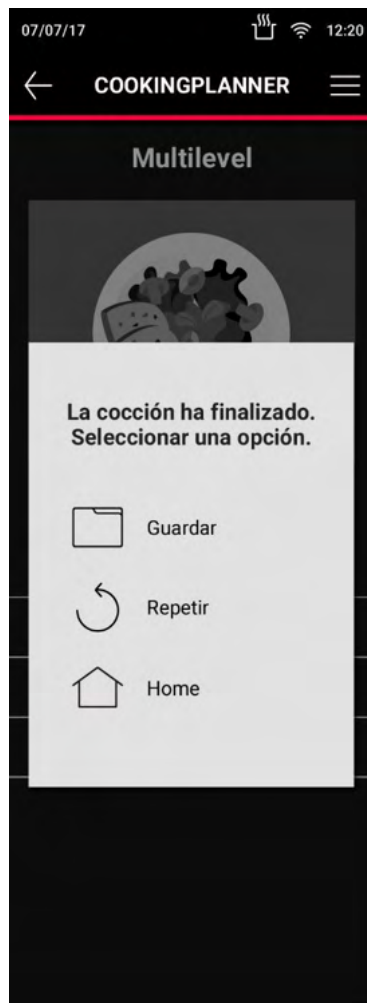 07/07/17 12:20
COOKINGPLANNER
Multilevel
La cocción ha finalizado.
Seleccionar una opción.
Guardar
Repetir
Home